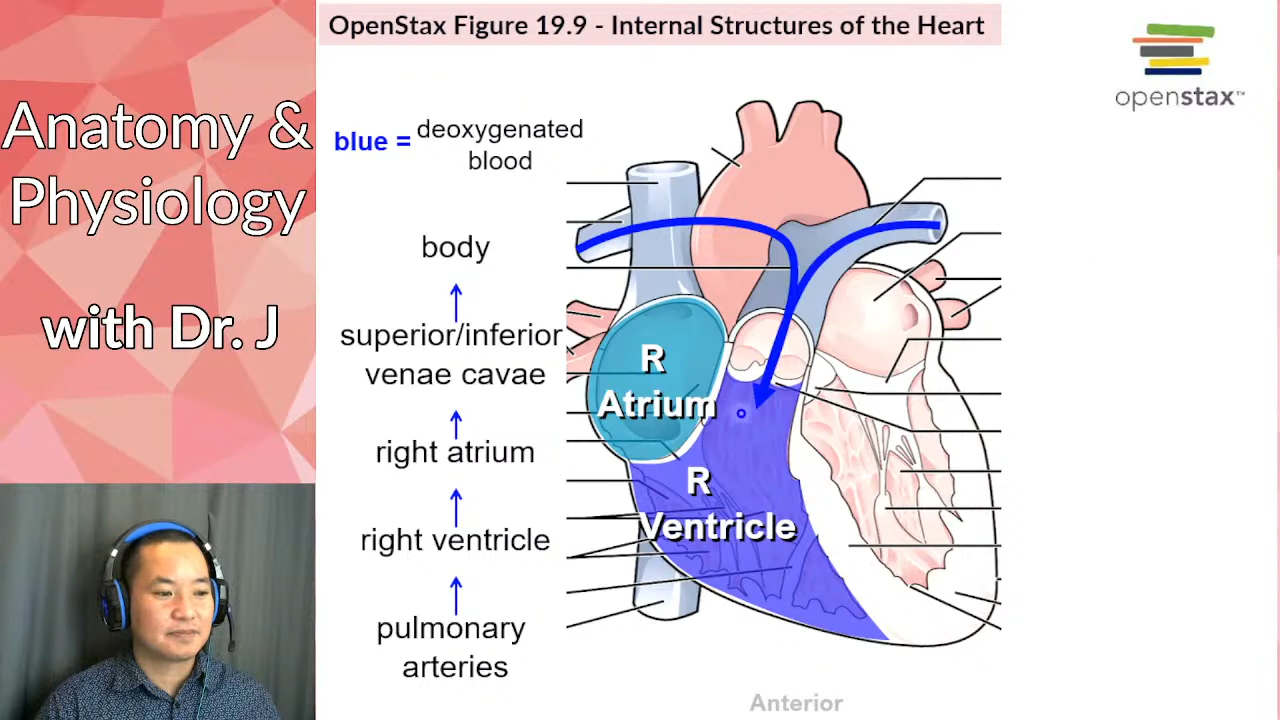 OpenStax Figure 19.9 - Internal Structures of the Heart
openstax™
Anatomy &
Physiology
with Dr. J
blue =
deoxygenated
blood
body
superior/inferior
venae cavae
right atrium
right ventricle
pulmonary
arteries
R
Atrium
R
Ventricle
Anterior